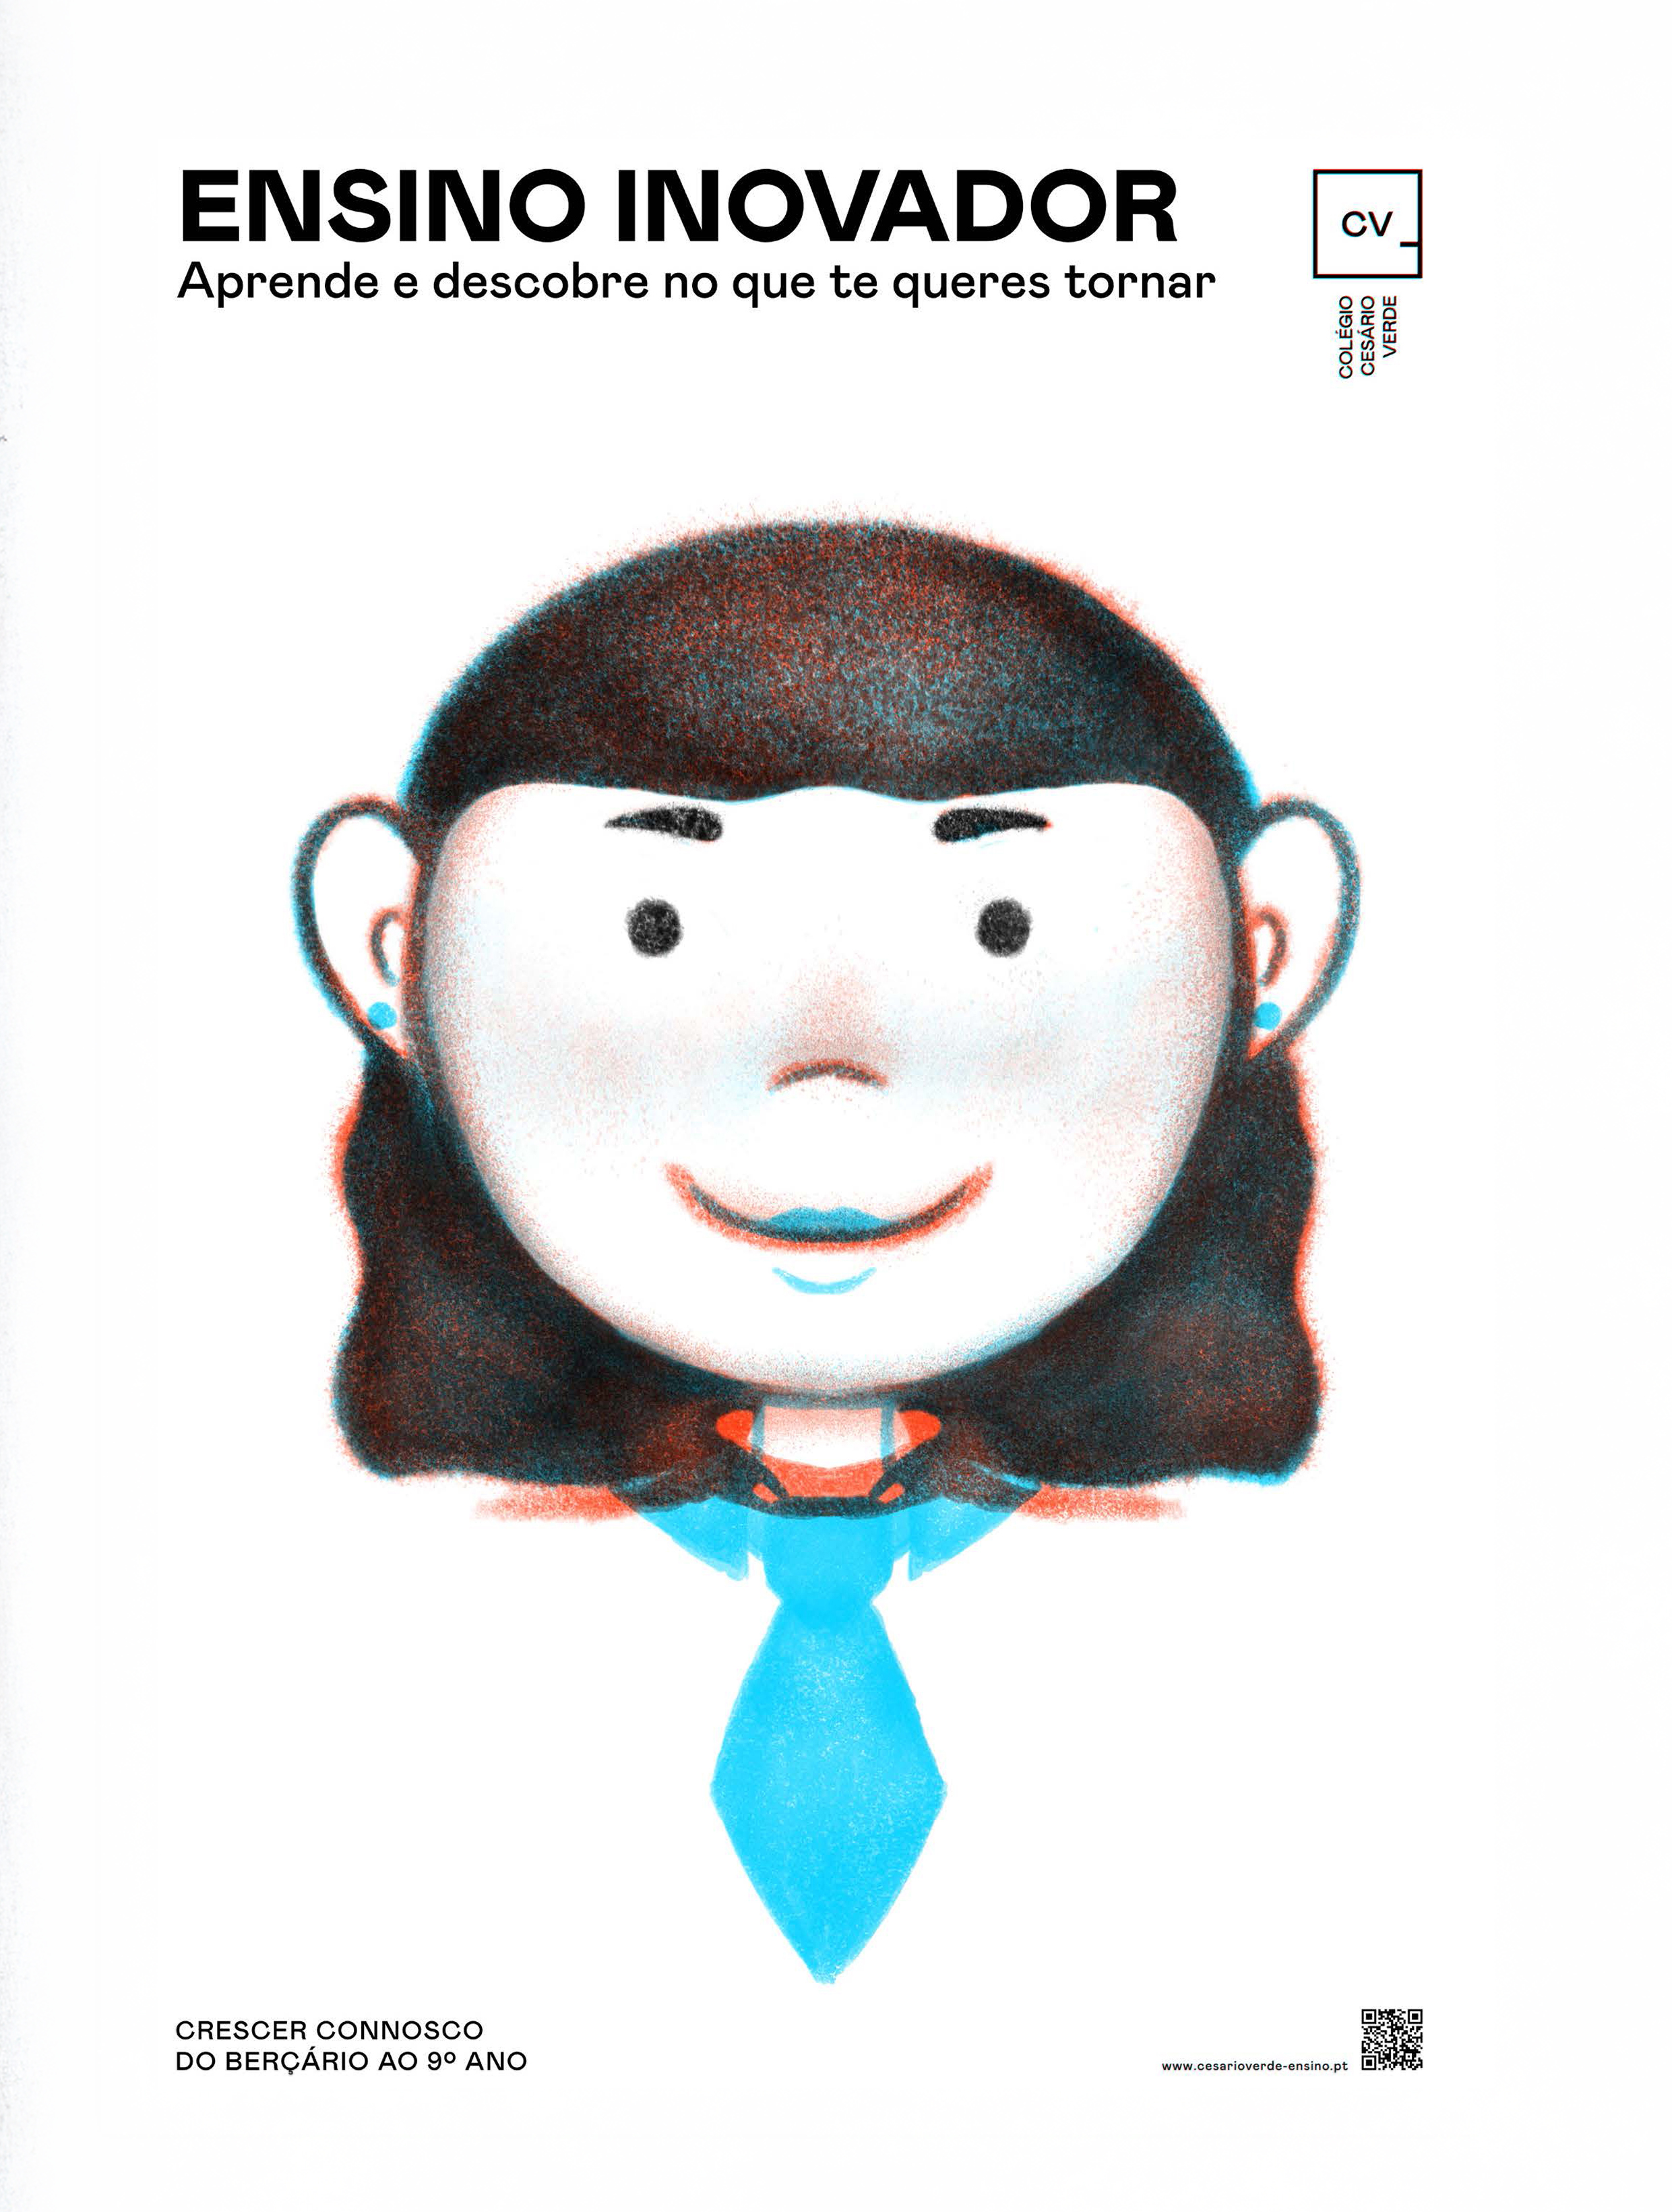 ENSINO INOVADOR
Aprende e descobre no que te queres tornar
CV
COLÉGIO
CESÁRIO
VERDE
CRESCER CONNOSCO
DO BERÇÁRIO AO 9º ANO
www.cesarioverde-ensino.pt